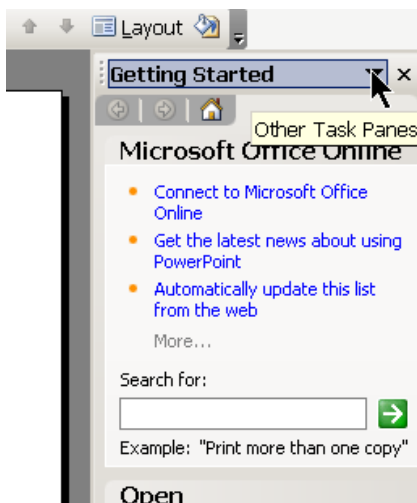 Layout
Getting Started
Other Task Panes
Microsoft Office Online
Connect to Microsoft Office
Online
Get the latest news about using
PowerPoint
Automatically update this list
from the web
More...
Search for:
Example: "Print more than one copy"
Open